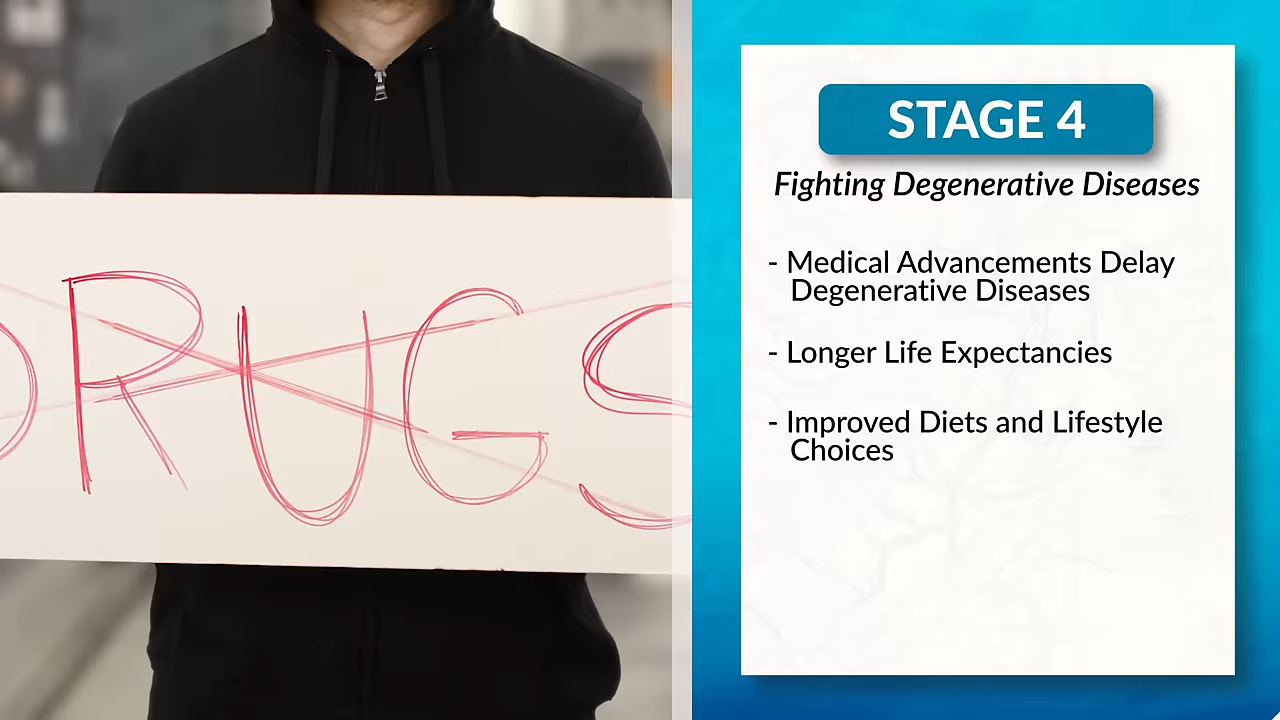 DRUGS
STAGE 4
Fighting Degenerative Diseases
- Medical Advancements Delay
Degenerative Diseases
- Longer Life Expectancies
- Improved Diets and Lifestyle
Choices